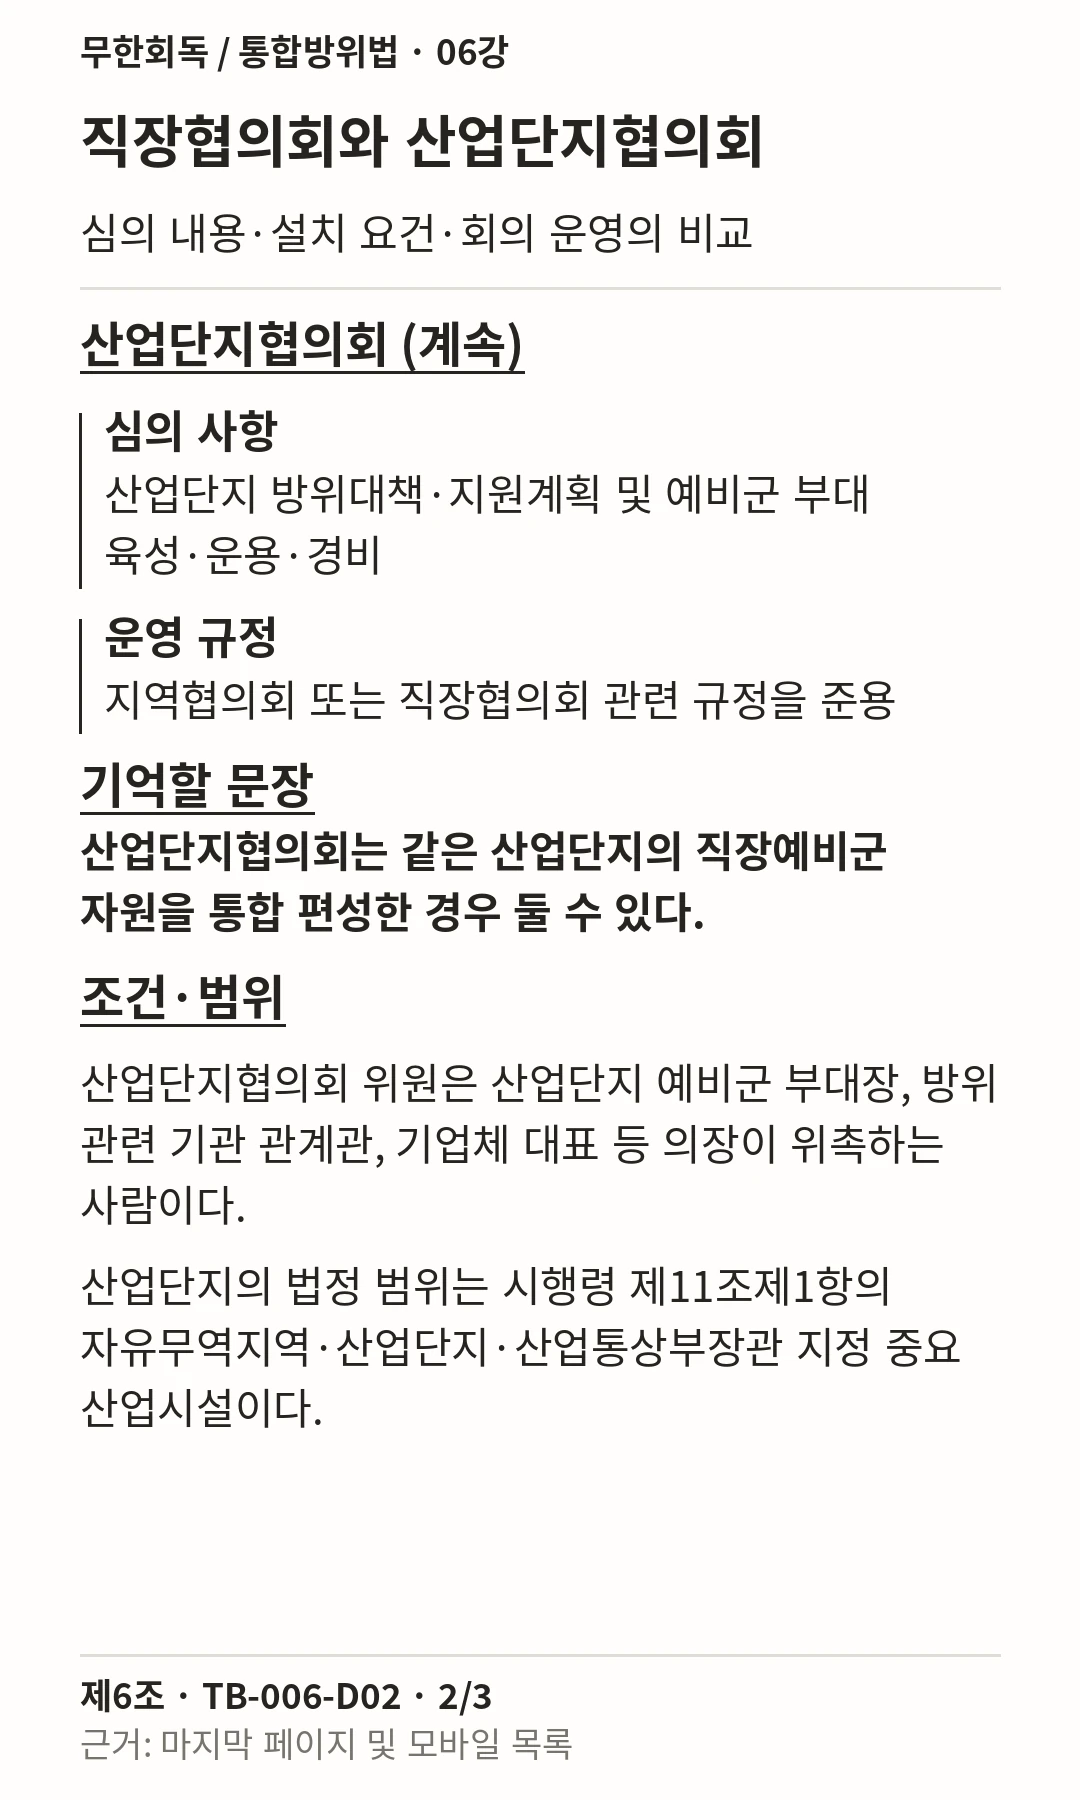 무한회독 / 통합방위법 · 06강
직장협의회와 산업단지협의회
심의 내용·설치 요건·회의 운영의 비교
산업단지협의회 (계속)
심의 사항
산업단지 방위대책·지원계획 및 예비군 부대
육성·운용·경비
운영 규정
지역협의회 또는 직장협의회 관련 규정을 준용
기억할 문장
산업단지협의회는 같은 산업단지의 직장예비군
자원을 통합 편성한 경우 둘 수 있다.
조건·범위
산업단지협의회 위원은 산업단지 예비군 부대장, 방위
관련 기관 관계관, 기업체 대표 등 의장이 위촉하는
사람이다.
산업단지의 법정 범위는 시행령 제11조제1항의
자유무역지역·산업단지·산업통상부장관 지정 중요
산업시설이다.
제6조 · TB-006-D02 · 2/3
근거: 마지막 페이지 및 모바일 목록